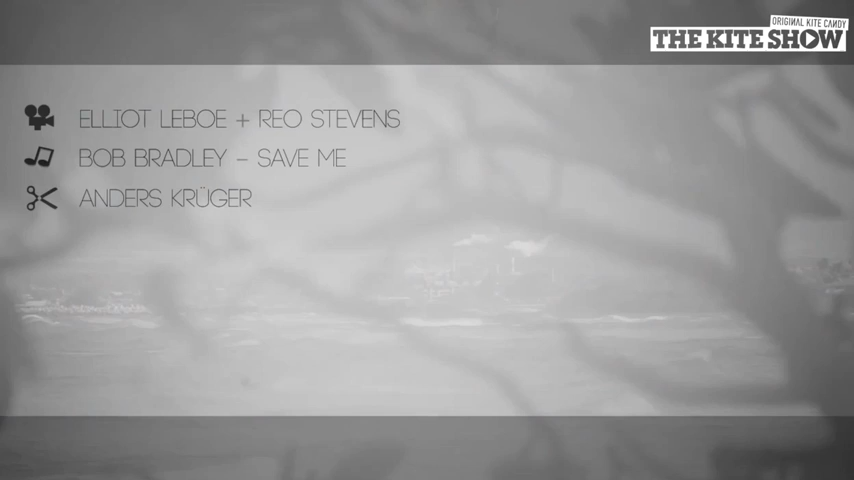 ORIGINAL KITE CANDY
THE KITE SHOW
ELLIOT LEBOE + REO STEVENS
BOB BRADLEY - SAVE ME
ANDERS KRÜGER